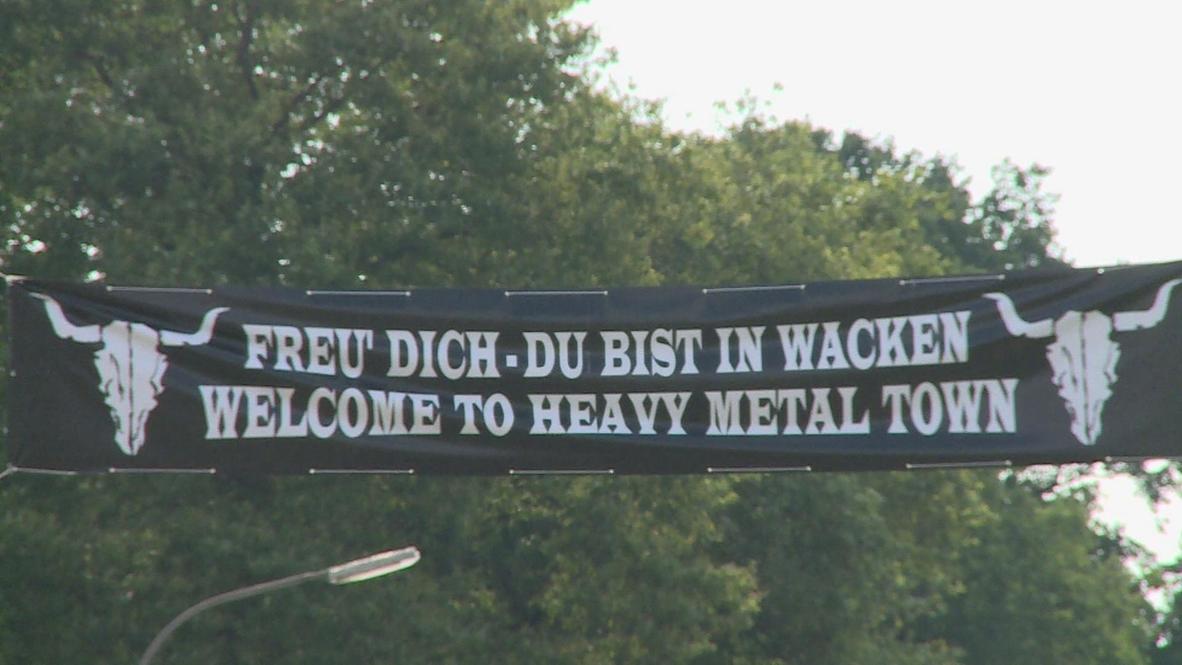 FREU' DICH - DU BIST IN WACKEN
WELCOME TO HEAVY METAL TOWN